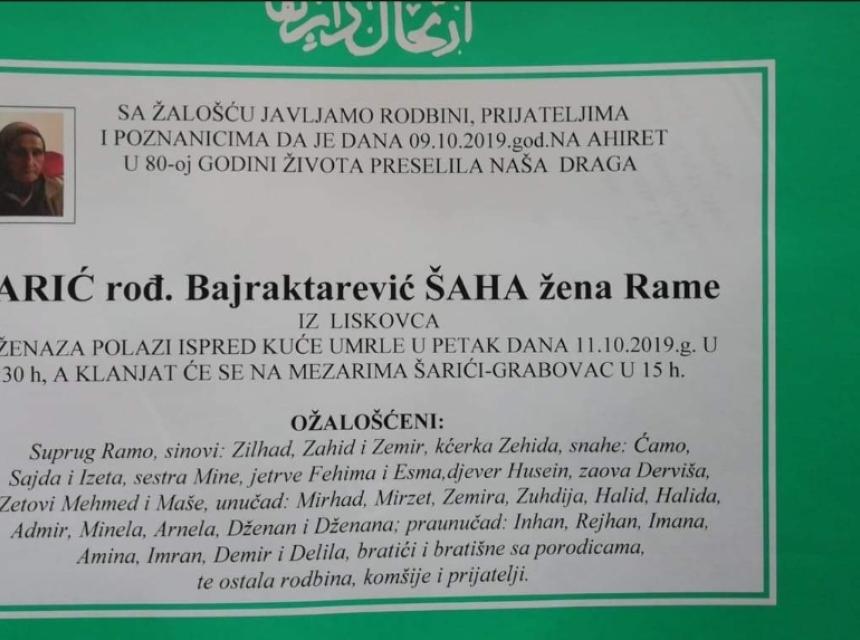 SA ŽALOŠĆU JAVLJAMO RODBINI, PRIJATELJIMA
I POZNANICIMA DA JE DANA 09.10.2019.god.NA AHIRET
U 80-oj GODINI ŽIVOTA PRESELILA NAŠA DRAGA
ARIĆ rođ. Bajraktarević ŠAHA žena Rame
IZ LISKOVCA
ŽENAZA POLAZI ISPRED KUĆE UMRLE U PETAK DANA 11.10.2019.g. U
30 h, A KLANJAT ĆE SE NA MEZARIMA ŠARIĆI-GRABOVAC U 15 h.
OŽALOŠĆENI:
Suprug Ramo, sinovi: Zilhad, Zahid i Zemir, kćerka Zehida, snahe: Ćamo,
Sajda i Izeta, sestra Mine, jetrve Fehima i Esma,djever Husein, zaova Derviša,
Zetovi Mehmed i Maše, unučad: Mirhad, Mirzet, Zemira, Zuhdija, Halid, Halida,
Admir, Minela, Arnela, Dženan i Dženana; praunučad: Inhan, Rejhan, Imana,
Amina, Imran, Demir i Delila, bratići i bratišne sa porodicama,
te ostala rodbina, komšije i prijatelji.